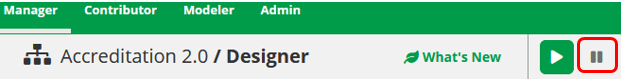 Manager Contributor Modeler Admin
Accreditation 2.0 / Designer What's New